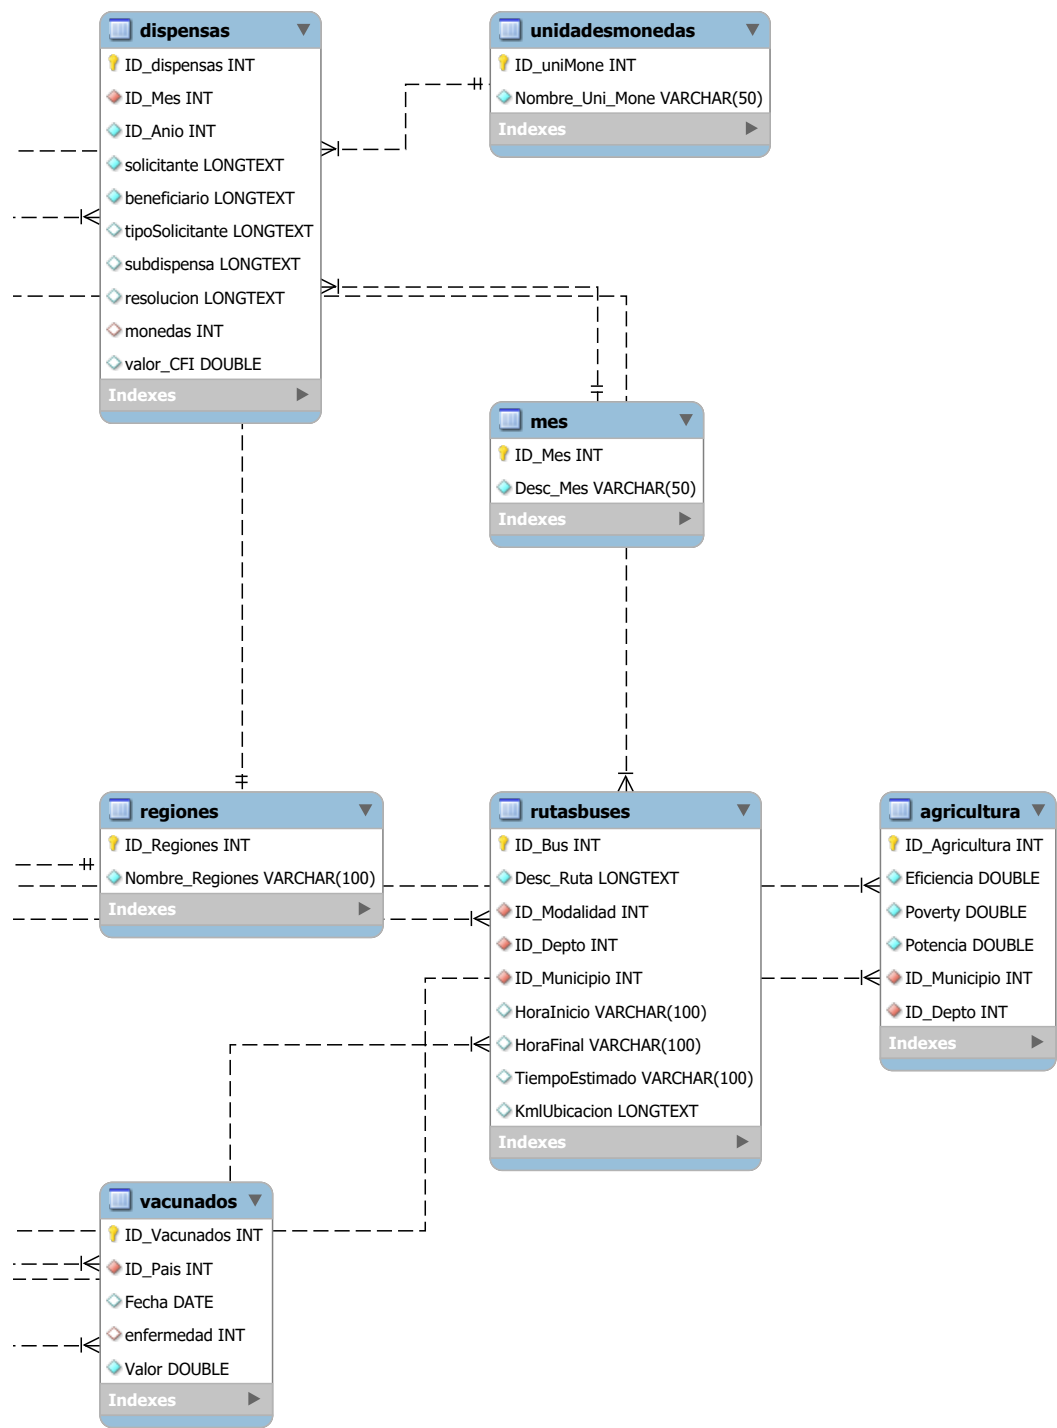 dispensas
ID_dispensas INT
ID_Mes INT
ID_Anio INT
solicitante LONGTEXT
beneficiario LONGTEXT
tipoSolicitante LONGTEXT
subdispensa LONGTEXT
resolucion LONGTEXT
monedas INT
valor_CFI DOUBLE
Indexes
unidadesmonedas
ID_uniMone INT
Nombre_Uni_Mone VARCHAR(50)
Indexes
mes
ID_Mes INT
Desc_Mes VARCHAR(50)
Indexes
regiones
ID_Regiones INT
Nombre_Regiones VARCHAR(100)
Indexes
rutasbuses
ID_Bus INT
Desc_Ruta LONGTEXT
ID_Modalidad INT
ID_Depto INT
ID_Municipio INT
HoraInicio VARCHAR(100)
HoraFinal VARCHAR(100)
TiempoEstimado VARCHAR(100)
KmlUbicacion LONGTEXT
Indexes
agricultura
ID_Agricultura INT
Eficiencia DOUBLE
Poverty DOUBLE
Potencia DOUBLE
ID_Municipio INT
ID_Depto INT
Indexes
vacunados
ID_Vacunados INT
ID_Pais INT
Fecha DATE
enfermedad INT
Valor DOUBLE
Indexes